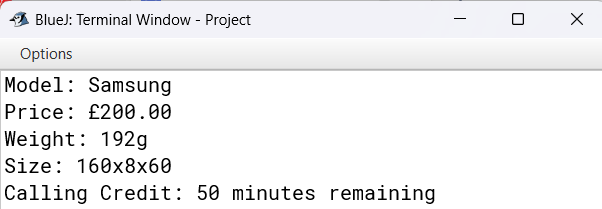 BlueJ: Terminal Window - Project
Options
Model: Samsung
Price: £200.00
Weight: 192g
Size: 160x8x60
Calling Credit: 50 minutes remaining